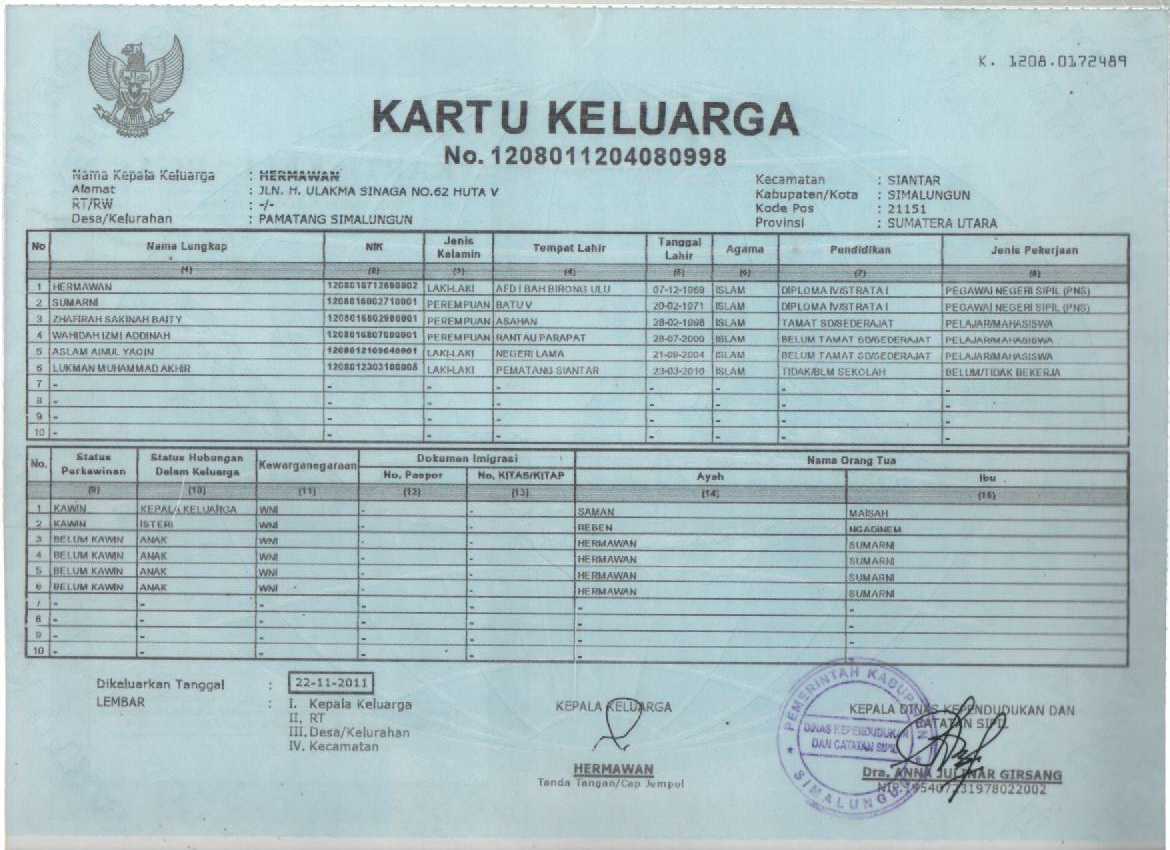 K. 1208.0172489
KARTU KELUARGA
No. 1208011204080998
Nama Kepala Keluarga : HERMAWAN
Alamat : JLN. H. ULAKMA SINAGA NO.62 HUTA V
RT/RW : -/-
Desa/Kelurahan : PAMATANG SIMALUNGUN
Kecamatan : SIANTAR
Kabupaten/Kota : SIMALUNGUN
Kode Pos : 21151
Provinsi : SUMATERA UTARA
No Nama Lengkap NIK Jenis Kelamin Tempat Lahir Tanggal Lahir Agama Pendidikan Jenis Pekerjaan
(1) (2) (3) (4) (5) (6) (7) (8)
1 HERMAWAN 1208010712690002 LAKI-LAKI AFD I BAH BIRONG ULU 07-12-1969 ISLAM DIPLOMA IV/STRATA I PEGAWAI NEGERI SIPIL (PNS)
2 SUMARNI 1208016002710001 PEREMPUAN BATU V 20-02-1971 ISLAM DIPLOMA IV/STRATA I PEGAWAI NEGERI SIPIL (PNS)
3 ZHAFIRAH SAKINAH BAITY 1208016802980001 PEREMPUAN ASAHAN 28-02-1998 ISLAM TAMAT SD/SEDERAJAT PELAJAR/MAHASISWA
4 WAHIDAH IZMI ADDINAH 1208016807000001 PEREMPUAN RANTAU PARAPAT 28-07-2000 ISLAM BELUM TAMAT SD/SEDERAJAT PELAJAR/MAHASISWA
5 ASLAM AINUL YAQIN 1208012109040001 LAKI-LAKI NEGERI LAMA 21-09-2004 ISLAM BELUM TAMAT SD/SEDERAJAT PELAJAR/MAHASISWA
6 LUKMAN MUHAMMAD AKHIR LAKI-LAKI PEMATANG SIANTAR 23-03-2010 ISLAM TIDAK/BLM SEKOLAH BELUM/TIDAK BEKERJA
7 - - - - - - - -
8 - - - - - - - -
9 - - - - - - - -
10 - - - - - - - -
No. Status Perkawinan Status Hubungan Dalam Keluarga Kewarganegaraan Dokumen Imigrasi Nama Orang Tua
No. Paspor No. KITAS/KITAP Ayah Ibu
(9) (10) (11) (12) (13) (14) (15)
1 KAWIN KEPALA KELUARGA WNI - - SAMAN MAISAH
2 KAWIN ISTERI WNI - - BEBEN NGADINEM
3 BELUM KAWIN ANAK WNI - - HERMAWAN SUMARNI
4 BELUM KAWIN ANAK WNI - - HERMAWAN SUMARNI
5 BELUM KAWIN ANAK WNI - - HERMAWAN SUMARNI
6 BELUM KAWIN ANAK WNI - - HERMAWAN SUMARNI
7 - - - - - - -
8 - - - - - - -
9 - - - - - - -
10 - - - - - - -
Dikeluarkan Tanggal : 22-11-2011
LEMBAR : I. Kepala Keluarga
II. RT
III. Desa/Kelurahan
IV. Kecamatan
KEPALA KELUARGA
HERMAWAN
Tanda Tangan/Cap Jempol
KEPALA DINAS KEPENDUDUKAN DAN
CATATAN SIPIL
Dra. ANNA JULINAR GIRSANG
PEMERINTAH KABUPATEN
DINAS KEPENDUDUKAN
DAN CATATAN SIPIL
SIMALUNGUN